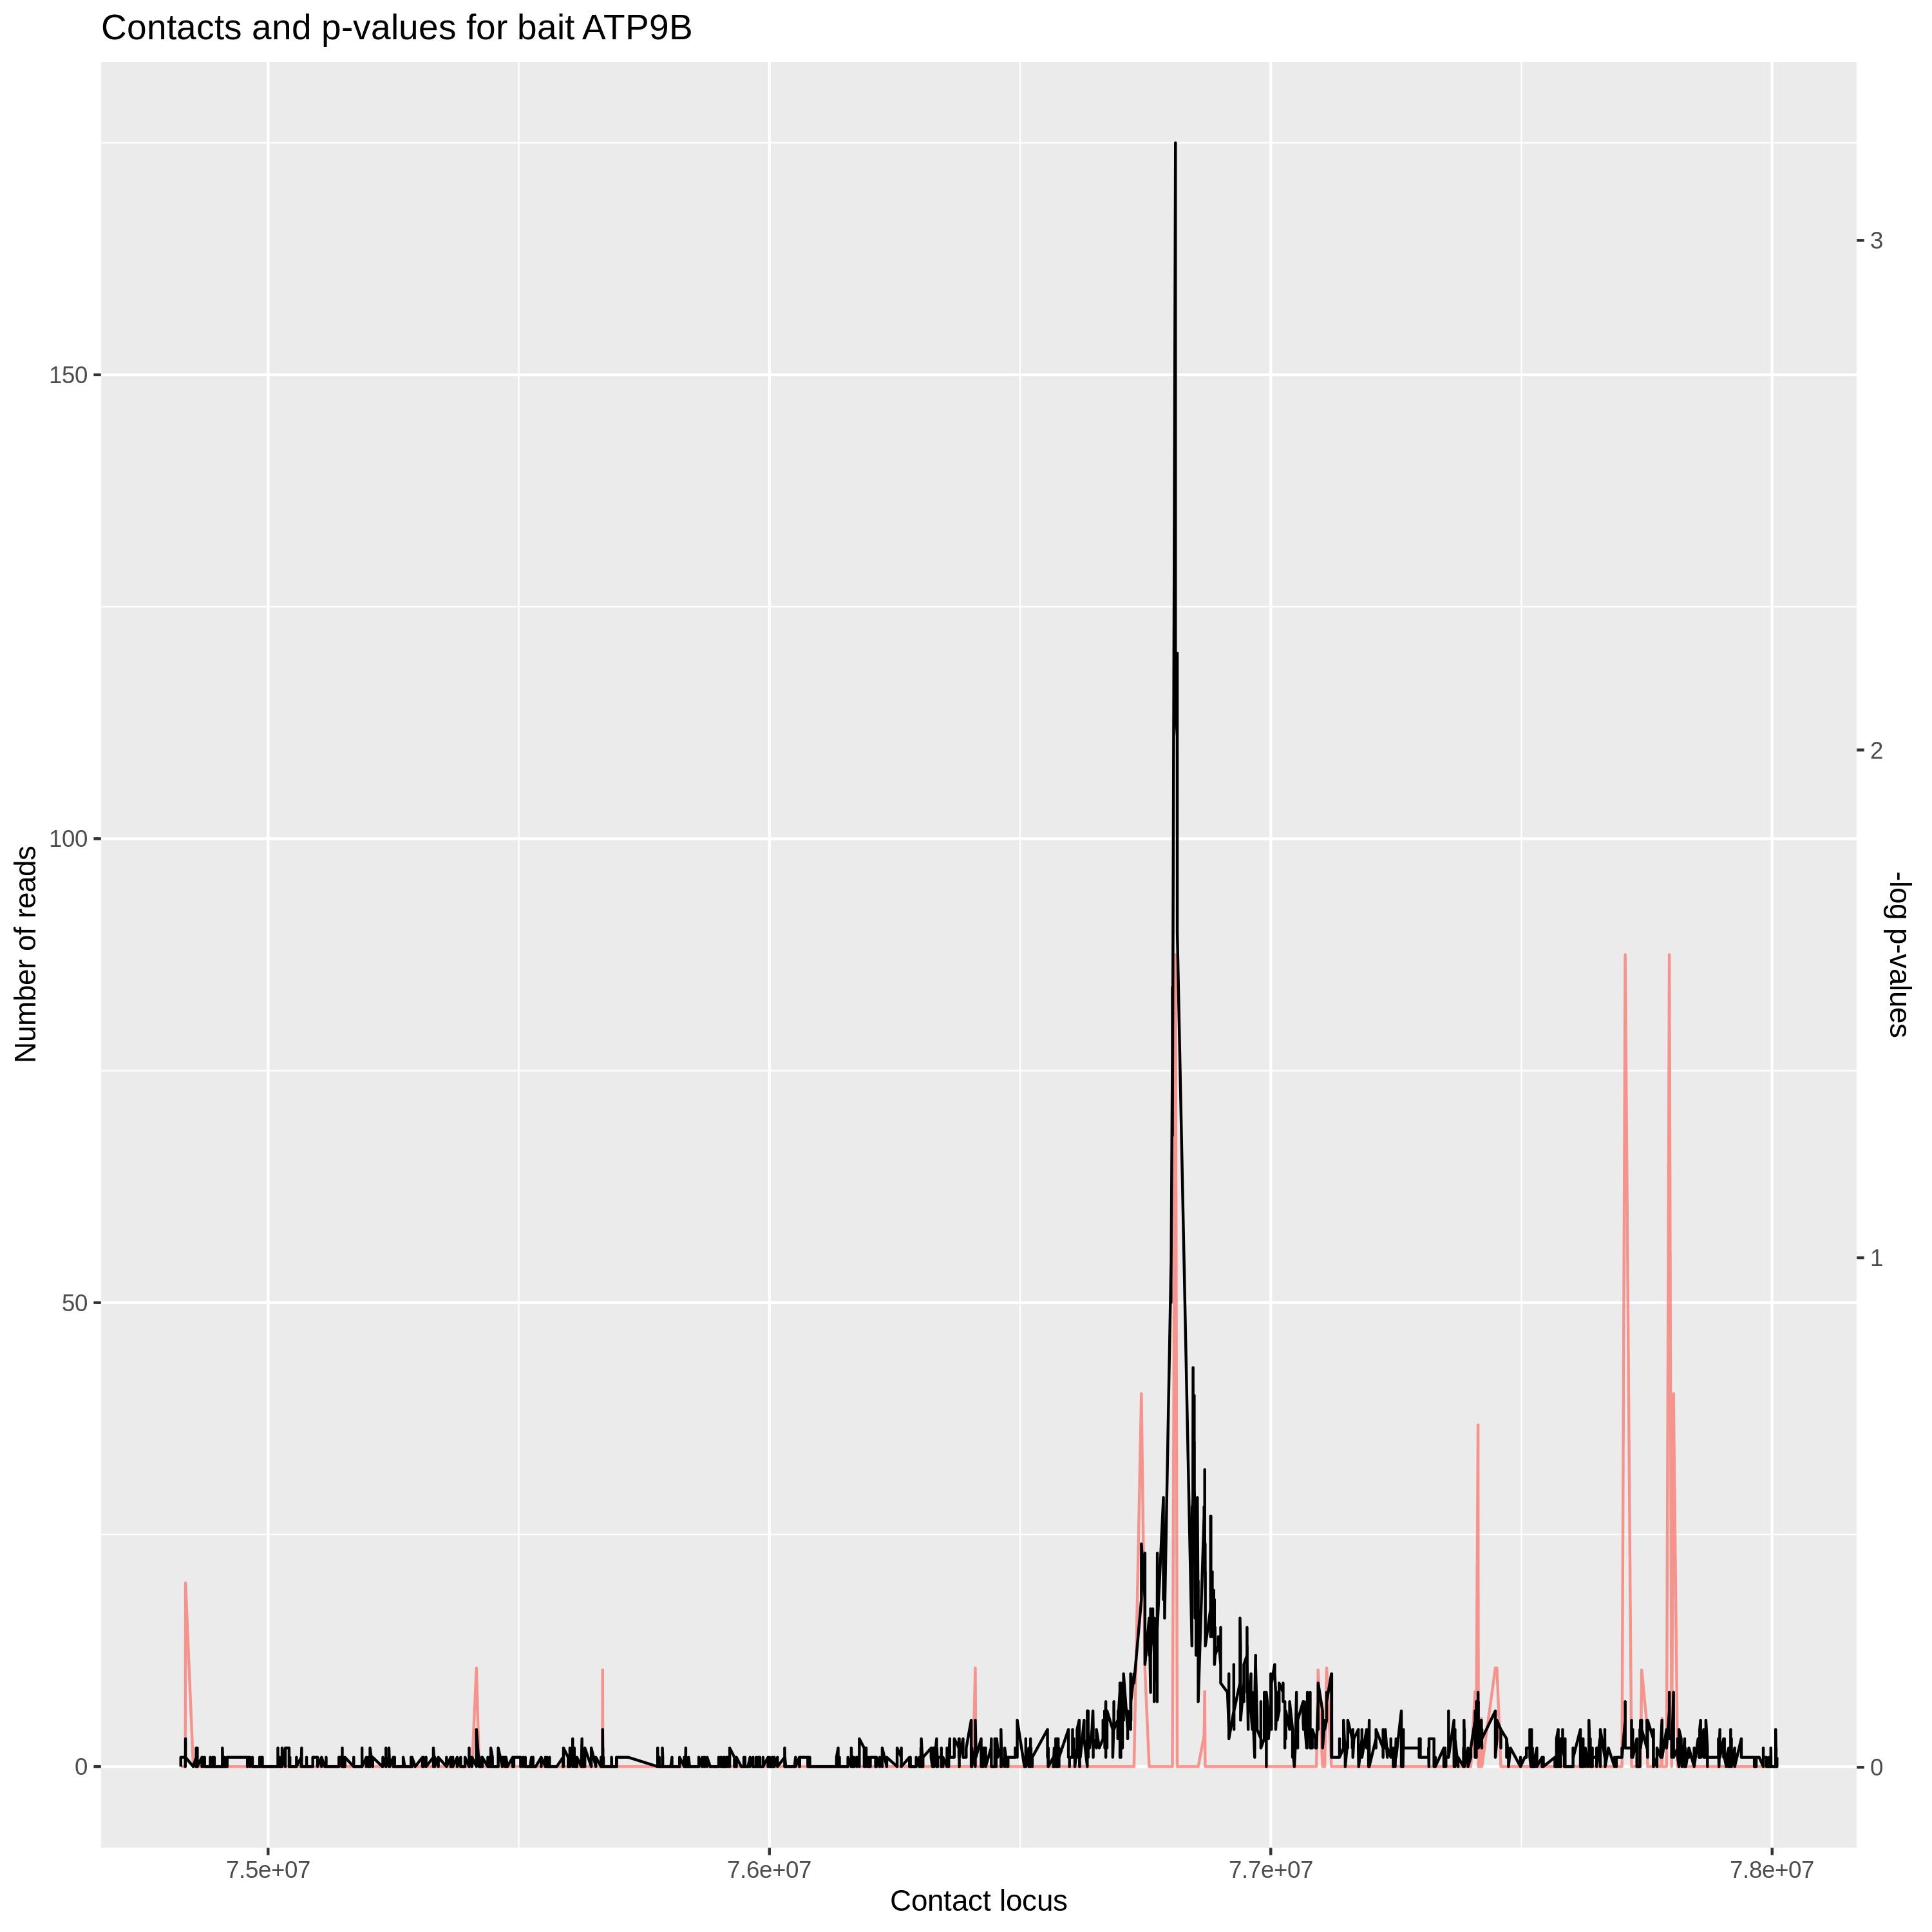 Contacts and p-values for bait ATP9B
Number of reads
150
100
50
0
3
2
1
0
-log p-values
7.5e+07
7.6e+07
7.7e+07
7.8e+07
Contact locus